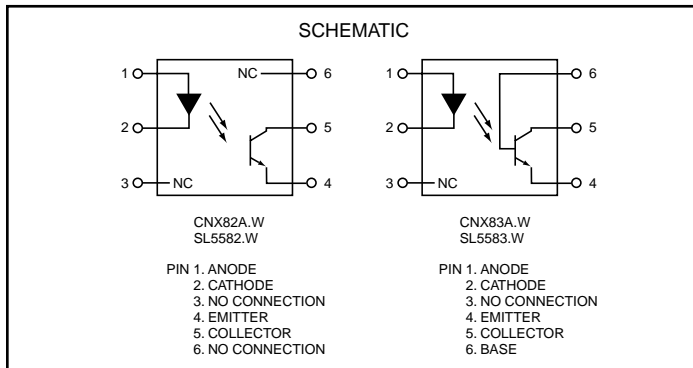 SCHEMATIC
1
2
3
NC
NC
6
5
4
CNX82A.W
SL5582.W
PIN 1. ANODE
2. CATHODE
3. NO CONNECTION
4. EMITTER
5. COLLECTOR
6. NO CONNECTION
1
2
3
NC
6
5
4
CNX83A.W
SL5583.W
PIN 1. ANODE
2. CATHODE
3. NO CONNECTION
4. EMITTER
5. COLLECTOR
6. BASE